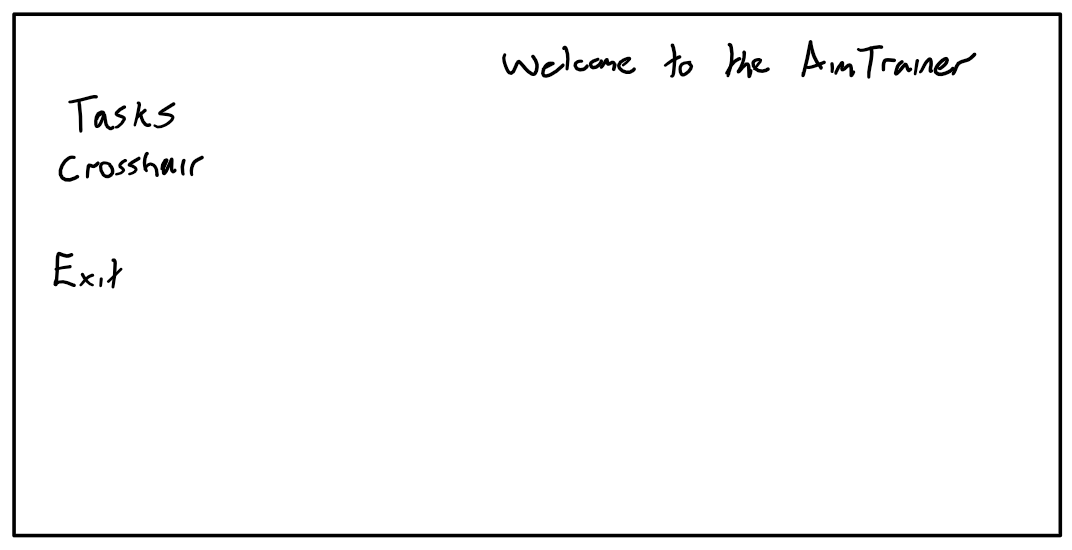 Welcome to the AimTrainer
Tasks
Crosshair
Exit